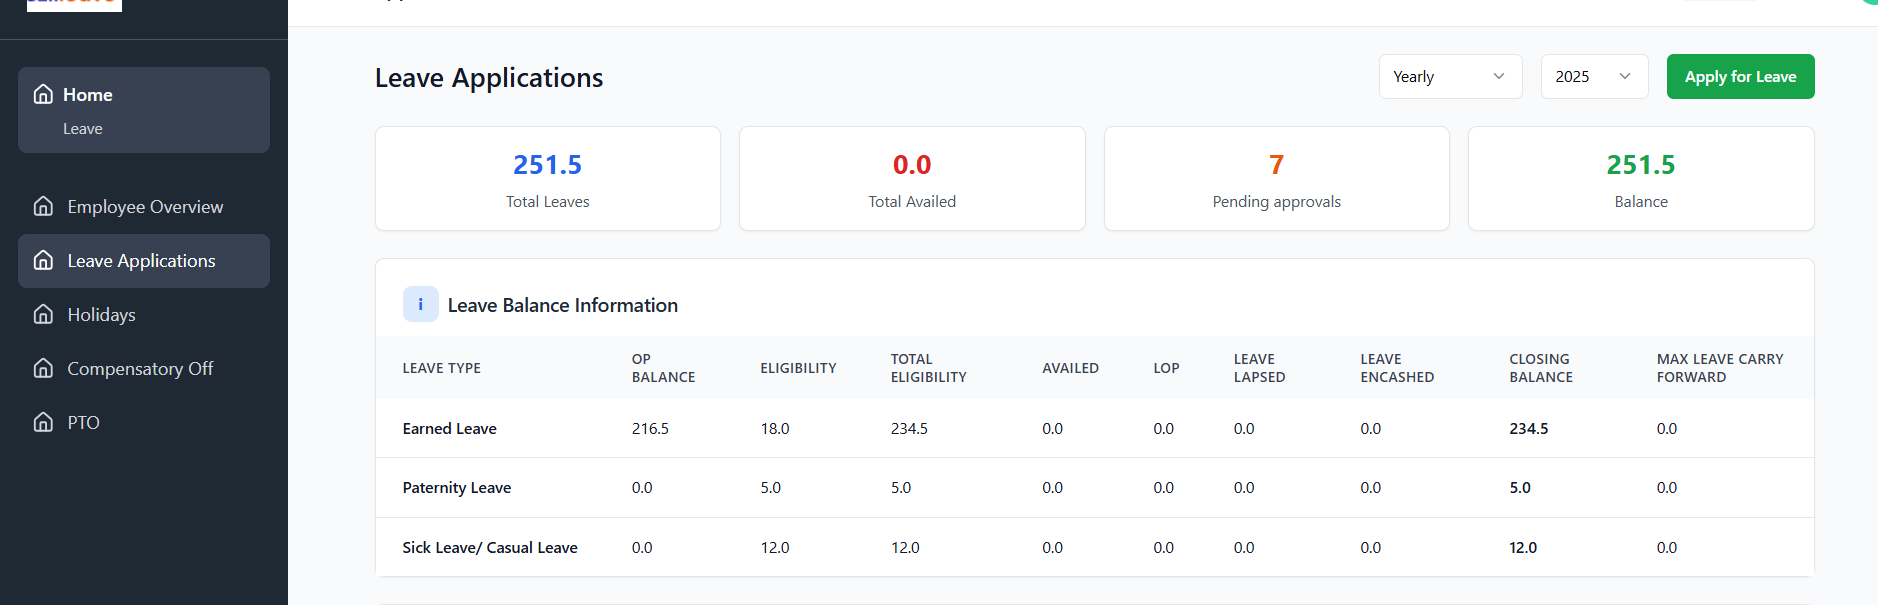 Home
Leave
Employee Overview
Leave Applications
Holidays
Compensatory Off
PTO
Leave Applications
Yearly
2025
Apply for Leave
251.5
Total Leaves
0.0
Total Availed
7
Pending approvals
251.5
Balance
i Leave Balance Information
LEAVE TYPE OP BALANCE ELIGIBILITY TOTAL ELIGIBILITY AVAILED LOP LEAVE LAPSED LEAVE ENCASHED CLOSING BALANCE MAX LEAVE CARRY FORWARD
Earned Leave 216.5 18.0 234.5 0.0 0.0 0.0 0.0 234.5 0.0
Paternity Leave 0.0 5.0 5.0 0.0 0.0 0.0 0.0 5.0 0.0
Sick Leave/ Casual Leave 0.0 12.0 12.0 0.0 0.0 0.0 0.0 12.0 0.0